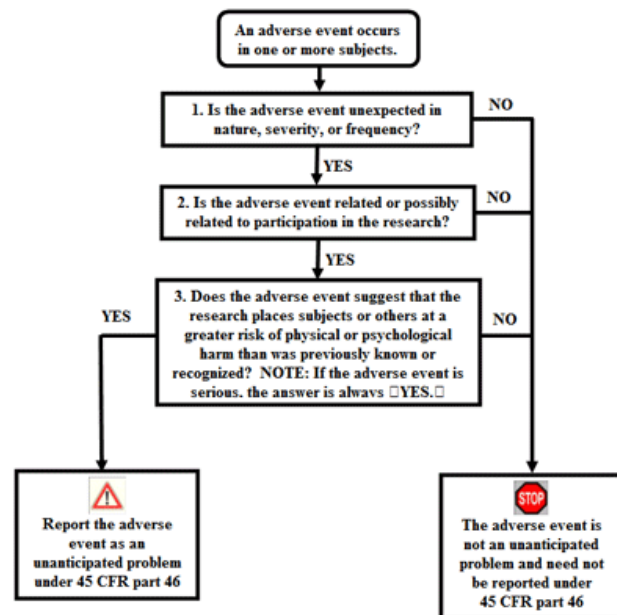 An adverse event occurs
in one or more subjects.
1. Is the adverse event unexpected in
nature, severity, or frequency?
NO
YES
2. Is the adverse event related or possibly
related to participation in the research?
NO
YES
3. Does the adverse event suggest that the
research places subjects or others at a
greater risk of physical or psychological
harm than was previously known or
recognized?  NOTE: If the adverse event is
serious, the answer is always □YES.□
YES
NO
Report the adverse
event as an
unanticipated problem
under 45 CFR part 46
STOP
The adverse event is
not an unanticipated
problem and need not
be reported under
45 CFR part 46